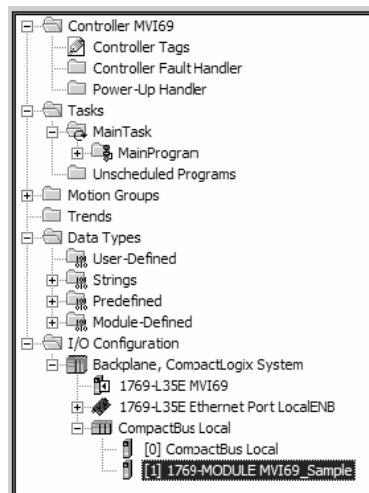 Controller MVI69
Controller Tags
Controller Fault Handler
Power-Up Handler
Tasks
MainTask
MainProgran
Unscheduled Programs
Motion Groups
Trends
Data Types
User-Defined
Strings
Predefined
Module-Defined
I/O Configuration
Backplane, CompactLogix System
1769-L35E MVI69
1769-L35E Ethernet Port LocalENB
CompactBus Local
[0] CompactBus Local
[1] 1769-MODULE MVI69_Sample